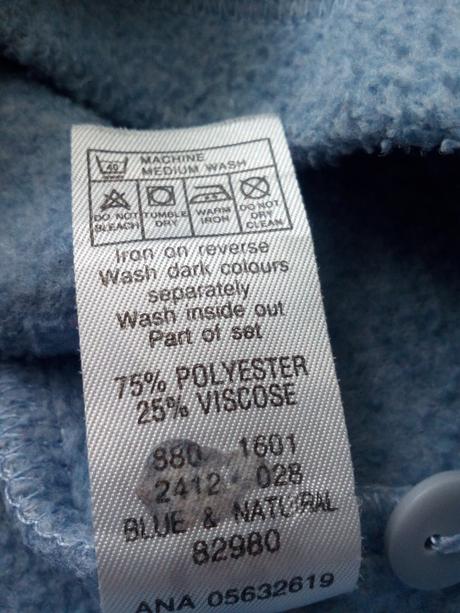 40 MACHINE
MEDIUM WASH
DO NOT BLEACH TUMBLE DRY WARM IRON DO NOT DRY CLEAN
Iron on reverse
Wash dark colours
separately
Wash inside out
Part of set
75% POLYESTER
25% VISCOSE
880 1601
2412 028
BLUE & NATURAL
82980
ANA 05632619